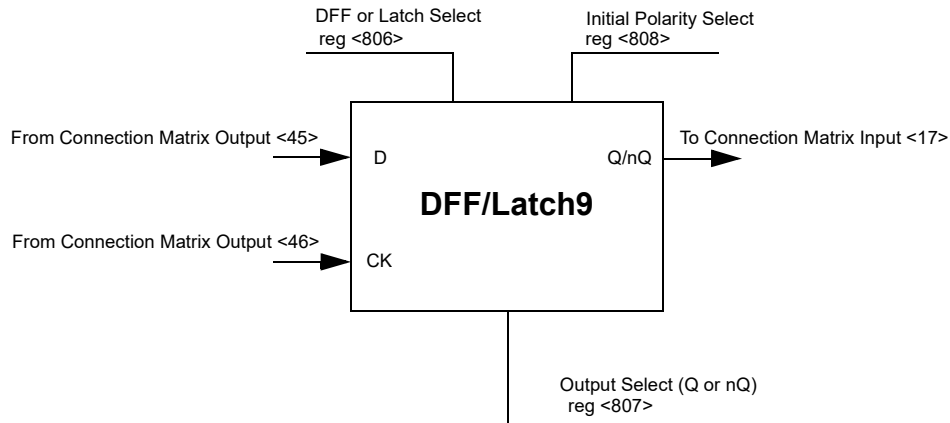 DFF or Latch Select
reg <806>
Initial Polarity Select
reg <808>
From Connection Matrix Output <45>
D
Q/nQ
To Connection Matrix Input <17>
DFF/Latch9
From Connection Matrix Output <46>
CK
Output Select (Q or nQ)
reg <807>